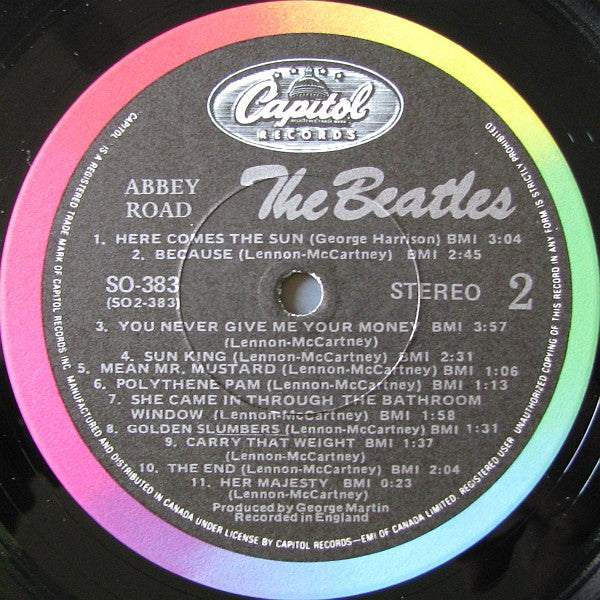 Capitol
RECORDS
ABBEY
ROAD
The Beatles
1. HERE COMES THE SUN (George Harrison) BMI 3:04
2. BECAUSE (Lennon-McCartney) BMI 2:45
SO-383
(SO2-383)
STEREO 2
3. YOU NEVER GIVE ME YOUR MONEY BMI 3:57
(Lennon-McCartney)
4. SUN KING (Lennon-McCartney) BMI 2:31
5. MEAN MR. MUSTARD (Lennon-McCartney) BMI 1:06
6. POLYTHENE PAM (Lennon-McCartney) BMI 1:13
7. SHE CAME IN THROUGH THE BATHROOM
WINDOW (Lennon-McCartney) BMI 1:58
8. GOLDEN SLUMBERS (Lennon-McCartney) BMI 1:31
9. CARRY THAT WEIGHT BMI 1:37
(Lennon-McCartney)
10. THE END (Lennon-McCartney) BMI 2:04
11. HER MAJESTY BMI 0:23
(Lennon-McCartney)
Produced by George Martin
Recorded in England
CAPITOL IS A REGISTERED TRADE MARK OF CAPITOL RECORDS INC. MANUFACTURED AND DISTRIBUTED IN CANADA UNDER LICENSE BY CAPITOL RECORDS—EMI OF CANADA LIMITED. REGISTERED USER UNAUTHORIZED COPYING OF THIS RECORD IN ANY FORM IS STRICTLY PROHIBITED